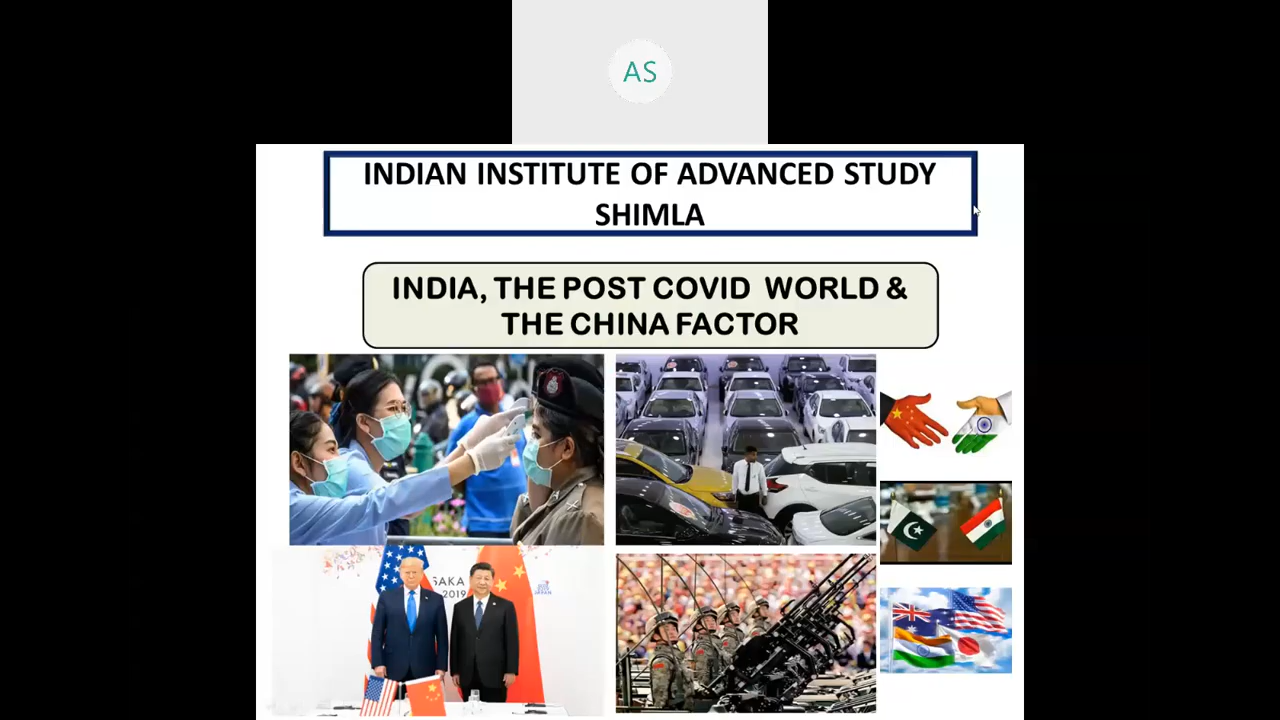 AS
INDIAN INSTITUTE OF ADVANCED STUDY
SHIMLA
INDIA, THE POST COVID WORLD &
THE CHINA FACTOR
SAKA
2019